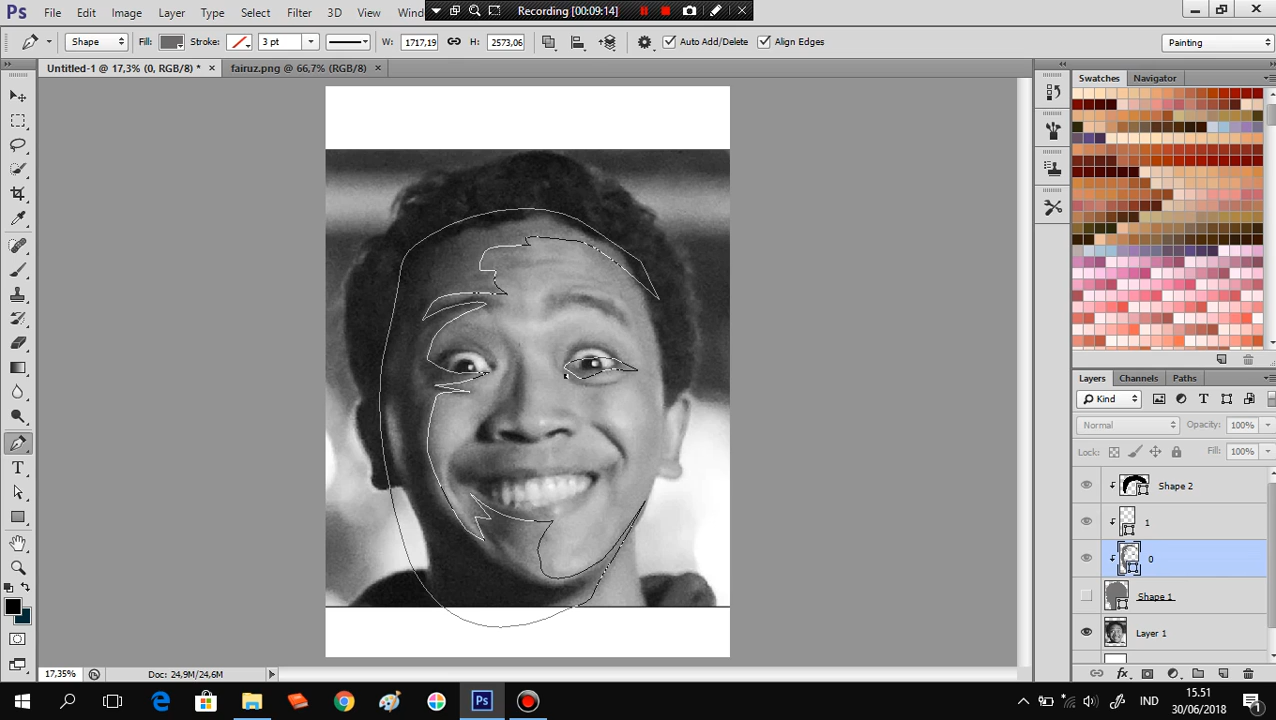 Ps File Edit Image Layer Type Select Filter 3D View Wind Recording [00:09:14]
Shape Fill: Stroke: 3 pt W: 1717,19 H: 2573,06 Auto Add/Delete Align Edges Painting
Untitled-1 @ 17,3% (0, RGB/8) * × fairuz.png @ 66,7% (RGB/8) ×
Swatches Navigator
Layers Channels Paths
Kind
Normal Opacity: 100%
Lock: Fill: 100%
Shape 2
1
0
Shape 1
Layer 1
17,35% Doc: 24,9M/24,6M
IND 15.51
30/06/2018